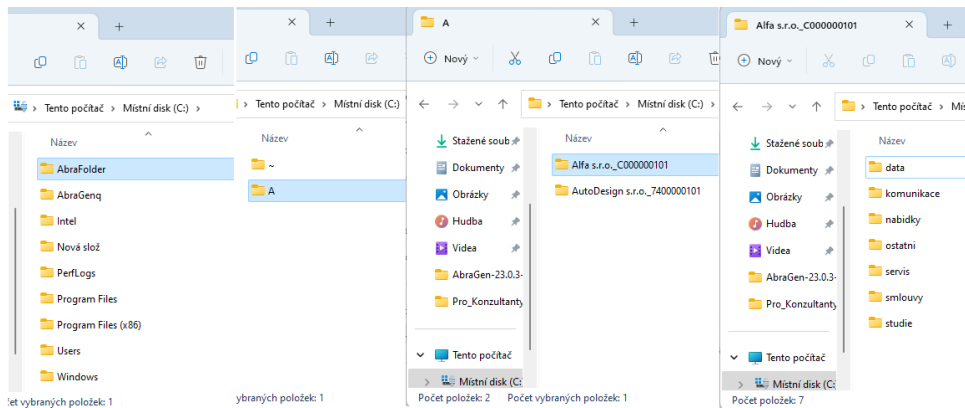 Tento počítač > Místní disk (C:) >
Název
AbraFolder
AbraGenq
Intel
Nová slož
PerfLogs
Program Files
Program Files (x86)
Users
Windows
čet vybraných položek: 1
> Tento počítač > Místní disk (C:)
Název
~
A
ybraných položek: 1
A
Nový
> Tento počítač > Místní disk (C:) >
Stažené soub
Dokumenty
Obrázky
Hudba
Videa
AbraGen-23.0.3-
Pro_Konzultanty
Tento počítač
Místní disk (C:
Název
Alfa s.r.o._C000000101
AutoDesign s.r.o._7400000101
Počet položek: 2 Počet vybraných položek: 1
Alfa s.r.o._C000000101
Nový
> Tento počítač > Mís
Stažené soub
Dokumenty
Obrázky
Hudba
Videa
AbraGen-23.0.3-
Pro_Konzultanty
Tento počítač
Místní disk (C:
Název
data
komunikace
nabidky
ostatni
servis
smlouvy
studie
Počet položek: 7